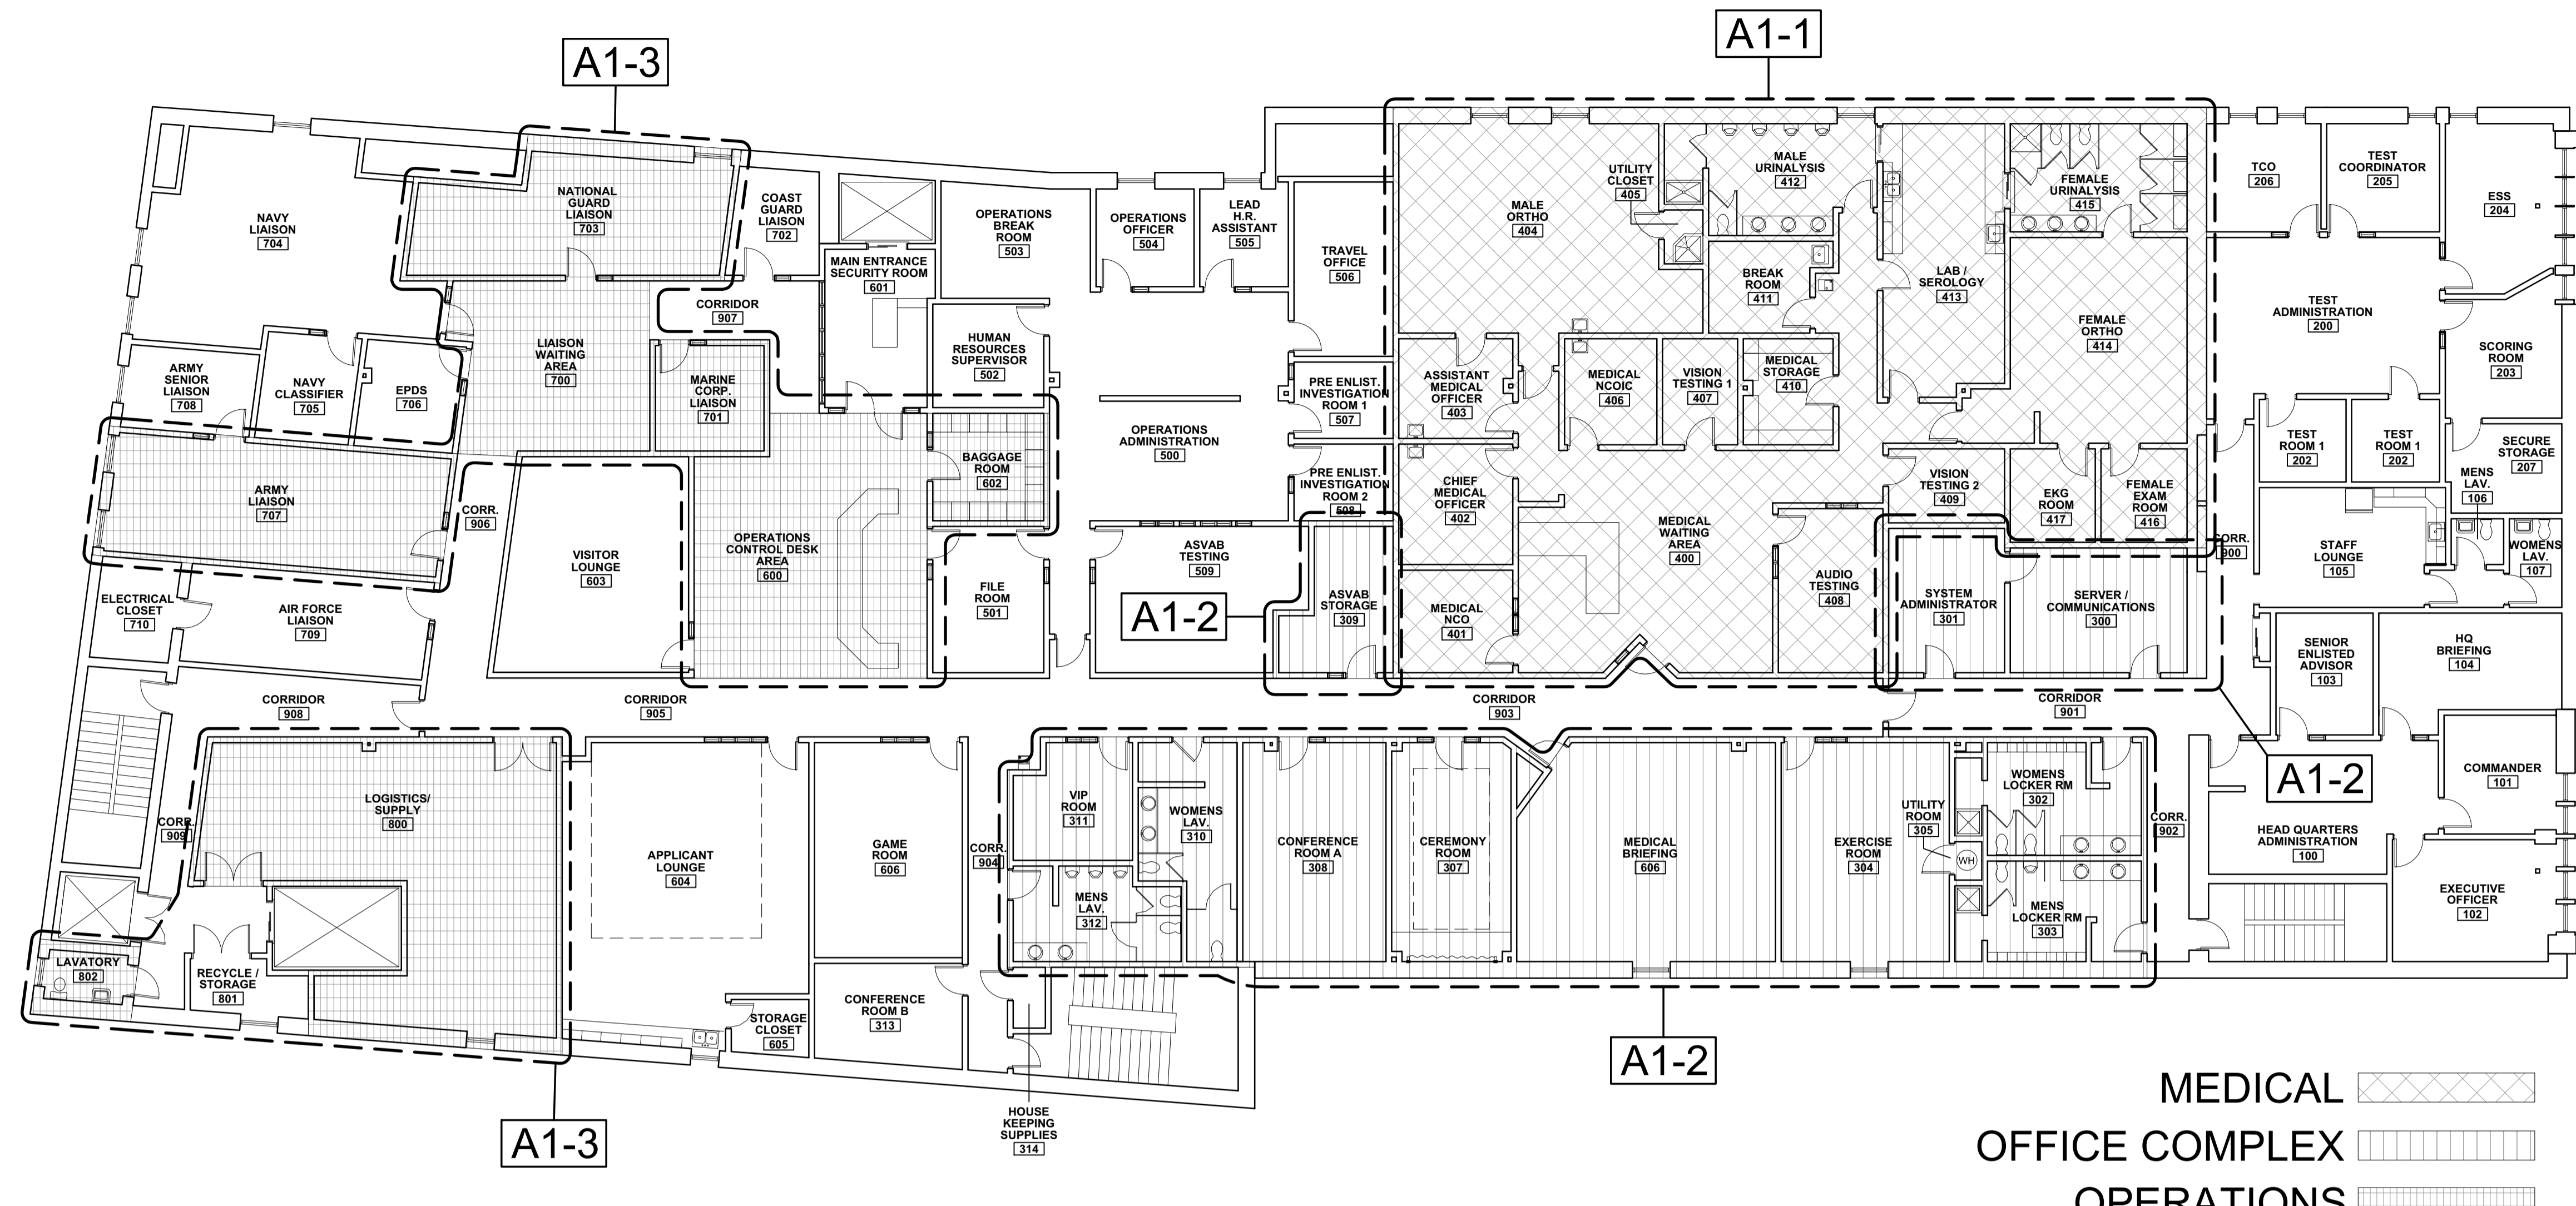 A1-1
A1-3
NAVY
LIAISON
704
NATIONAL
GUARD
LIAISON
703
COAST
GUARD
LIAISON
702
MAIN ENTRANCE
SECURITY ROOM
601
OPERATIONS
BREAK
ROOM
503
OPERATIONS
OFFICER
504
LEAD
H.R.
ASSISTANT
505
TRAVEL
OFFICE
506
MALE
ORTHO
404
UTILITY
CLOSET
405
MALE
URINALYSIS
412
BREAK
ROOM
411
LAB /
SEROLOGY
413
FEMALE
URINALYSIS
415
FEMALE
ORTHO
414
TCO
206
TEST
COORDINATOR
205
ESS
204
TEST
ADMINISTRATION
200
SCORING
ROOM
203
CORRIDOR
907
HUMAN
RESOURCES
SUPERVISOR
502
LIAISON
WAITING
AREA
700
MARINE
CORP.
LIAISON
701
ARMY
SENIOR
LIAISON
708
NAVY
CLASSIFIER
705
EPDS
706
PRE ENLIST.
INVESTIGATION
ROOM 1
507
ASSISTANT
MEDICAL
OFFICER
403
MEDICAL
NCOIC
406
VISION
TESTING 1
407
MEDICAL
STORAGE
410
OPERATIONS
ADMINISTRATION
500
BAGGAGE
ROOM
602
PRE ENLIST.
INVESTIGATION
ROOM 2
508
CHIEF
MEDICAL
OFFICER
402
VISION
TESTING 2
409
EKG
ROOM
417
FEMALE
EXAM
ROOM
416
TEST
ROOM 1
202
TEST
ROOM 1
202
SECURE
STORAGE
207
MENS
LAV.
106
ARMY
LIAISON
707
CORR.
906
VISITOR
LOUNGE
603
OPERATIONS
CONTROL DESK
AREA
600
ASVAB
TESTING
509
MEDICAL
WAITING
AREA
400
CORR.
900
STAFF
LOUNGE
105
WOMENS
LAV.
107
ELECTRICAL
CLOSET
710
AIR FORCE
LIAISON
709
FILE
ROOM
501
A1-2
ASVAB
STORAGE
309
MEDICAL
NCO
401
AUDIO
TESTING
408
SYSTEM
ADMINISTRATOR
301
SERVER /
COMMUNICATIONS
300
SENIOR
ENLISTED
ADVISOR
103
HQ
BRIEFING
104
CORRIDOR
908
CORRIDOR
905
CORRIDOR
903
CORRIDOR
901
A1-2
COMMANDER
101
LOGISTICS/
SUPPLY
800
CORR.
909
APPLICANT
LOUNGE
604
GAME
ROOM
606
CORR.
904
VIP
ROOM
311
WOMENS
LAV.
310
CONFERENCE
ROOM A
308
CEREMONY
ROOM
307
MEDICAL
BRIEFING
606
EXERCISE
ROOM
304
UTILITY
ROOM
305
WH
WOMENS
LOCKER RM
302
CORR.
902
HEAD QUARTERS
ADMINISTRATION
100
MENS
LAV.
312
MENS
LOCKER RM
303
EXECUTIVE
OFFICER
102
LAVATORY
802
RECYCLE /
STORAGE
801
STORAGE
CLOSET
605
CONFERENCE
ROOM B
313
A1-3
HOUSE
KEEPING
SUPPLIES
314
A1-2
MEDICAL
OFFICE COMPLEX
OPERATIONS